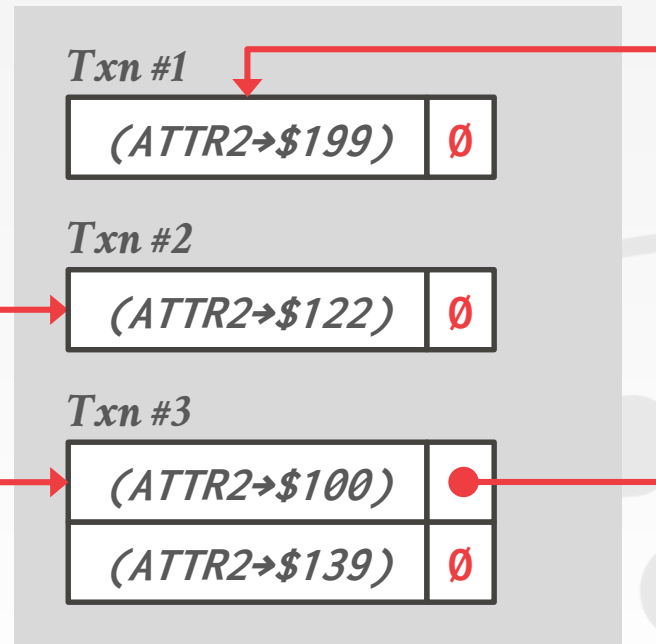 Txn #1
(ATTR2→$199) Ø
Txn #2
(ATTR2→$122) Ø
Txn #3
(ATTR2→$100)
(ATTR2→$139) Ø